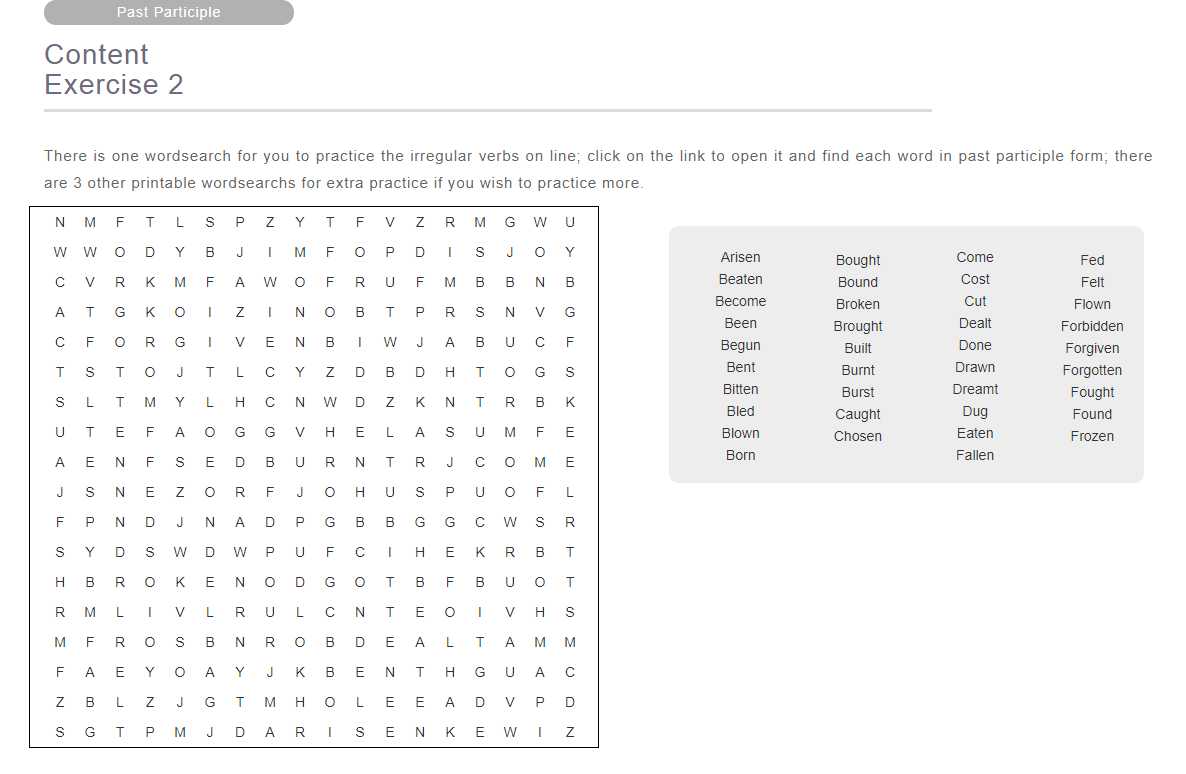 Past Participle
Content
Exercise 2
There is one wordsearch for you to practice the irregular verbs on line; click on the link to open it and find each word in past participle form; there
are 3 other printable wordsearchs for extra practice if you wish to practice more.
N M F T L S P Z Y T F V Z R M G W U
W W O D Y B J I M F O P D I S J O Y
C V R K M F A W O F R U F M B B N B
A T G K O I Z I N O B T P R S N V G
C F O R G I V E N B I W J A B U C F
T S T O J T L C Y Z D B D H T O G S
S L T M Y L H C N W D Z K N T R B K
U T E F A O G G V H E L A S U M F E
A E N F S E D B U R N T R J C O M E
J S N E Z O R F J O H U S P U O F L
F P N D J N A D P G B B G G C W S R
S Y D S W D W P U F C I H E K R B T
H B R O K E N O D G O T B F B U O T
R M L I V L R U L C N T E O I V H S
M F R O S B N R O B D E A L T A M M
F A E Y O A Y J K B E N T H G U A C
Z B L Z J G T M H O L E E A D V P D
S G T P M J D A R I S E N K E W I Z
Arisen
Beaten
Become
Been
Begun
Bent
Bitten
Bled
Blown
Born
Bought
Bound
Broken
Brought
Built
Burnt
Burst
Caught
Chosen
Come
Cost
Cut
Dealt
Done
Drawn
Dreamt
Dug
Eaten
Fallen
Fed
Felt
Flown
Forbidden
Forgiven
Forgotten
Fought
Found
Frozen